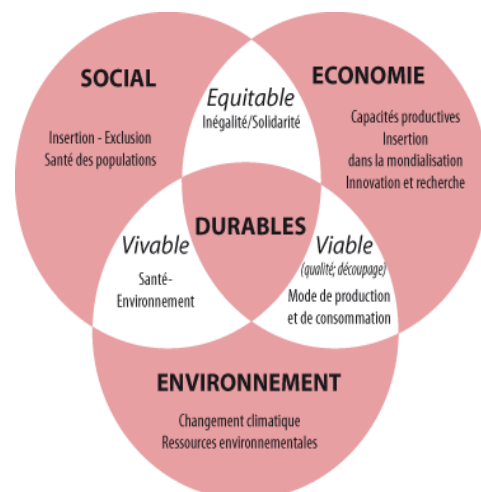 SOCIAL
Insertion - Exclusion
Santé des populations
Equitable
Inégalité/Solidarité
ECONOMIE
Capacités productives
Insertion
dans la mondialisation
Innovation et recherche
DURABLES
Vivable
Santé-
Environnement
Viable
(qualité; découpage)
Mode de production
et de consommation
ENVIRONNEMENT
Changement climatique
Ressources environnementales